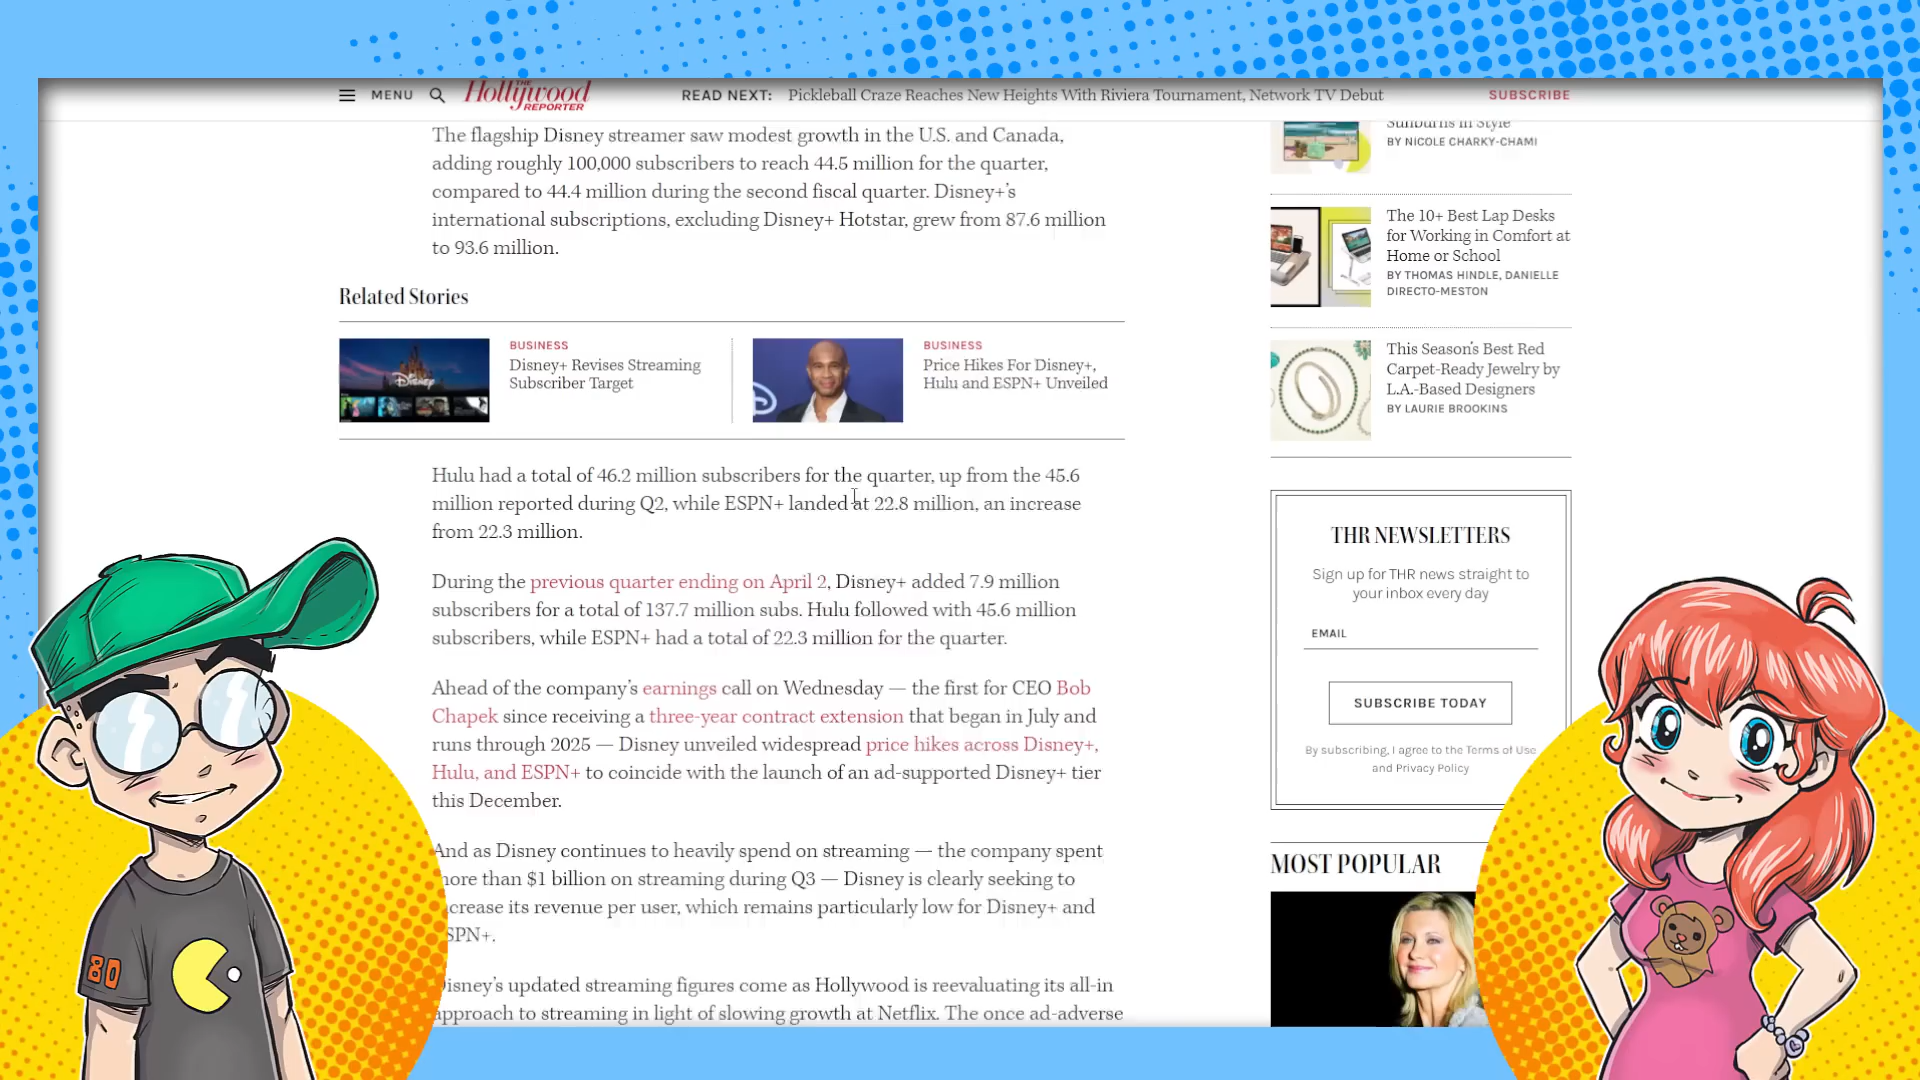 MENU
THE
Hollywood
REPORTER
READ NEXT: Pickleball Craze Reaches New Heights With Riviera Tournament, Network TV Debut
SUBSCRIBE
The flagship Disney streamer saw modest growth in the U.S. and Canada,
adding roughly 100,000 subscribers to reach 44.5 million for the quarter,
compared to 44.4 million during the second fiscal quarter. Disney+'s
international subscriptions, excluding Disney+ Hotstar, grew from 87.6 million
to 93.6 million.
Related Stories
BUSINESS
Disney+ Revises Streaming
Subscriber Target
Disney
BUSINESS
Price Hikes For Disney+,
Hulu and ESPN+ Unveiled
Hulu had a total of 46.2 million subscribers for the quarter, up from the 45.6
million reported during Q2, while ESPN+ landed at 22.8 million, an increase
from 22.3 million.
During the previous quarter ending on April 2, Disney+ added 7.9 million
subscribers for a total of 137.7 million subs. Hulu followed with 45.6 million
subscribers, while ESPN+ had a total of 22.3 million for the quarter.
Ahead of the company's earnings call on Wednesday — the first for CEO Bob
Chapek since receiving a three-year contract extension that began in July and
runs through 2025 — Disney unveiled widespread price hikes across Disney+,
Hulu, and ESPN+ to coincide with the launch of an ad-supported Disney+ tier
this December.
And as Disney continues to heavily spend on streaming — the company spent
more than $1 billion on streaming during Q3 — Disney is clearly seeking to
increase its revenue per user, which remains particularly low for Disney+ and
ESPN+.
Disney's updated streaming figures come as Hollywood is reevaluating its all-in
approach to streaming in light of slowing growth at Netflix. The once ad-adverse
Sunburns in Style
BY NICOLE CHARKY-CHAMI
The 10+ Best Lap Desks
for Working in Comfort at
Home or School
BY THOMAS HINDLE, DANIELLE
DIRECTO-MESTON
This Season's Best Red
Carpet-Ready Jewelry by
L.A.-Based Designers
BY LAURIE BROOKINS
THR NEWSLETTERS
Sign up for THR news straight to
your inbox every day
EMAIL
SUBSCRIBE TODAY
By subscribing, I agree to the Terms of Use
and Privacy Policy
MOST POPULAR
80